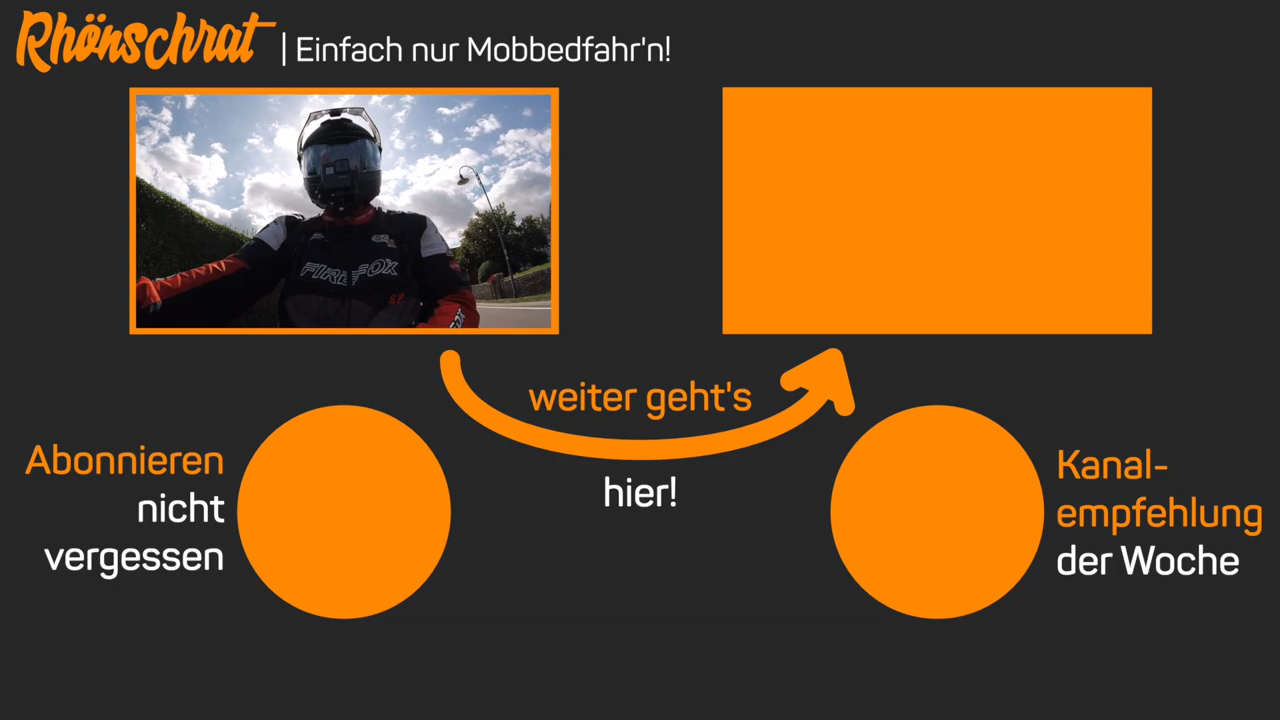 Rhönschrat | Einfach nur Mobbedfahr'n!
FIREFOX
S.P.
weiter geht's
hier!
Abonnieren
nicht
vergessen
Kanal-
empfehlung
der Woche